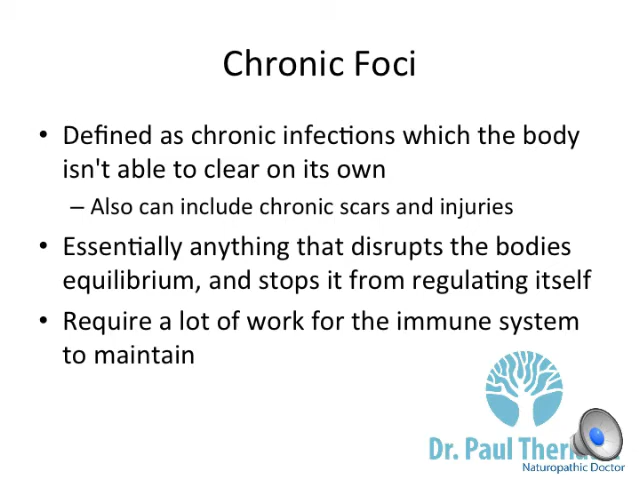 Chronic Foci
• Defined as chronic infections which the body
isn't able to clear on its own
– Also can include chronic scars and injuries
• Essentially anything that disrupts the bodies
equilibrium, and stops it from regulating itself
• Require a lot of work for the immune system
to maintain
Dr. Paul
Naturopathic Doctor